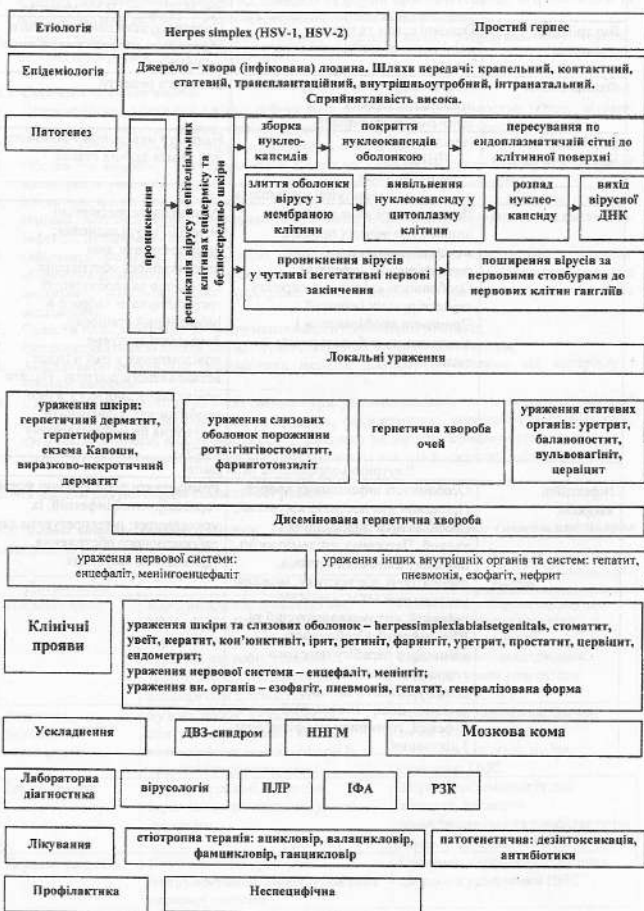 Етіологія
Herpes simplex (HSV-1, HSV-2)
Простий герпес
Епідеміологія
Джерело – хвора (інфікована) людина. Шляхи передачі: крапельний, контактний,
статевий, трансплантаційний, внутрішньоутробний, інтранатальний.
Сприйнятливість висока.
Патогенез
проникнення
реплікація вірусу в епітеліальних
клітинах епідермісу та
безпосередньо шкіри
збірка
нуклео-
капсидів
покриття
нуклеокапсидів
оболонкою
пересування по
ендоплазматичній сітці до
клітинної поверхні
злиття оболонки
вірусу з
мембраною
клітини
вивільнення
нуклеокапсиду у
цитоплазму
клітини
розпад
нуклео-
капсиду
вихід
вірусної
ДНК
проникнення вірусів
у чутливі вегетативні нервові
закінчення
поширення вірусів за
нервовими стовбурами до
нервових клітин гангліїв
Локальні ураження
ураження шкіри:
герпетичний дерматит,
герпетиформна
екзема Капоши,
виразково-некротичний
дерматит
ураження слизових
оболонок порожнини
рота:гінгівостоматит,
фаринготонзиліт
герпетична хвороба
очей
ураження статевих
органів: уретрит,
баланопостит,
вульвовагініт,
цервіцит
Дисемінована герпетична хвороба
ураження нервової системи:
енцефаліт, менінгоенцефаліт
ураження інших внутрішніх органів та систем: гепатит,
пневмонія, езофагіт, нефрит
Клінічні
прояви
ураження шкіри та слизових оболонок – herpessimplexlabialsetgenitals, стоматит,
увеїт, кератит, кон'юнктивіт, ірит, ретиніт, фарингіт, уретрит, простатит, цервіцит,
ендометрит;
ураження нервової системи – енцефаліт, менінгіт;
ураження вн. органів – езофагіт, пневмонія, гепатит, генералізована форма
Ускладнення
ДВЗ-синдром
ННГМ
Мозкова кома
Лабораторна
діагностика
вірусологія
ПЛР
ІФА
РЗК
Лікування
етіотропна терапія: ацикловір, валацикловір,
фамцикловір, ганцикловір
патогенетична: дезінтоксикація,
антибіотики
Профілактика
Неспецифічна